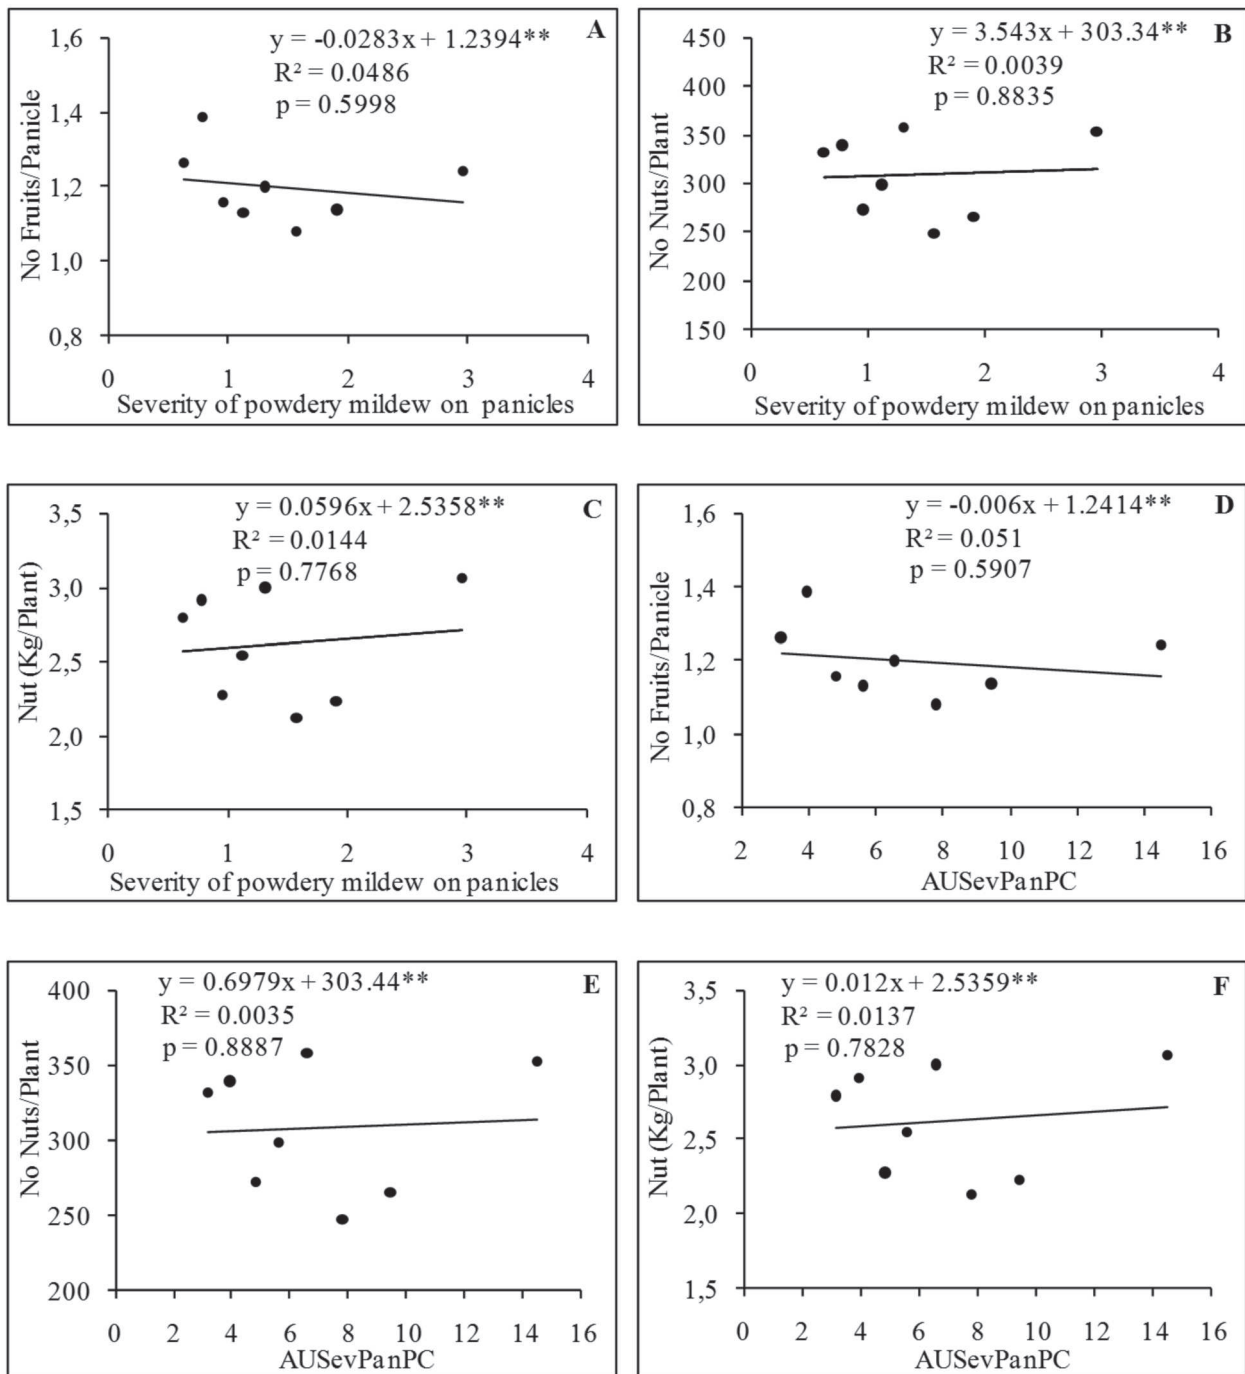 A
y = -0.0283x + 1.2394**
R² = 0.0486
p = 0.5998
No Fruits/Panicle
1,6
1,4
1,2
1,0
0,8
0 1 2 3 4
Severity of powdery mildew on panicles
B
y = 3.543x + 303.34**
R² = 0.0039
p = 0.8835
No Nuts/Plant
450
400
350
300
250
200
150
0 1 2 3 4
Severity of powdery mildew on panicles
C
y = 0.0596x + 2.5358**
R² = 0.0144
p = 0.7768
Nut (Kg/Plant)
3,5
3,0
2,5
2,0
1,5
0 1 2 3 4
Severity of powdery mildew on panicles
D
y = -0.006x + 1.2414**
R² = 0.051
p = 0.5907
No Fruits/Panicle
1,6
1,4
1,2
1,0
0,8
2 4 6 8 10 12 14 16
AUSevPanPC
E
y = 0.6979x + 303.44**
R² = 0.0035
p = 0.8887
No Nuts/Plant
400
350
300
250
200
0 2 4 6 8 10 12 14 16
AUSevPanPC
F
y = 0.012x + 2.5359**
R² = 0.0137
p = 0.7828
Nut (Kg/Plant)
3,5
3,0
2,5
2,0
1,5
0 2 4 6 8 10 12 14 16
AUSevPanPC